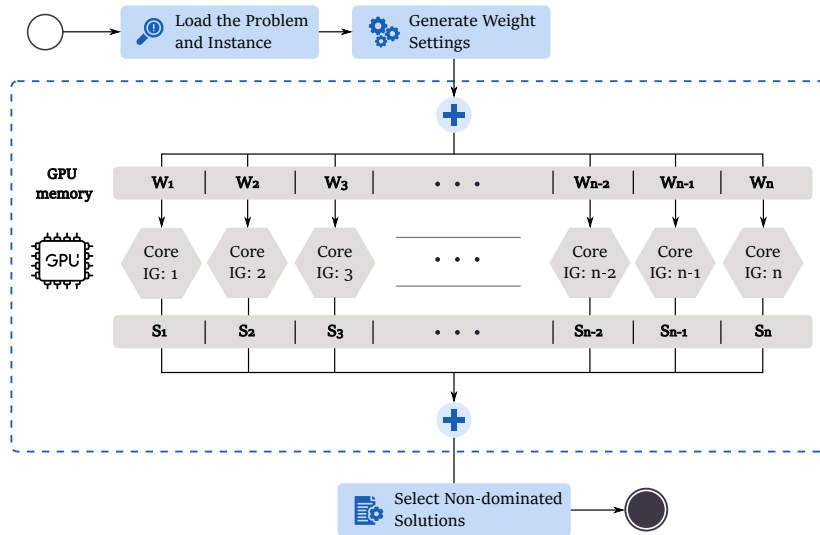 Load the Problem
and Instance
Generate Weight
Settings
GPU
memory
W1 | W2 | W3 | • • • | Wn-2 | Wn-1 | Wn
GPU
Core
IG: 1
Core
IG: 2
Core
IG: 3
• • •
Core
IG: n-2
Core
IG: n-1
Core
IG: n
S1 | S2 | S3 | • • • | Sn-2 | Sn-1 | Sn
Select Non-dominated
Solutions